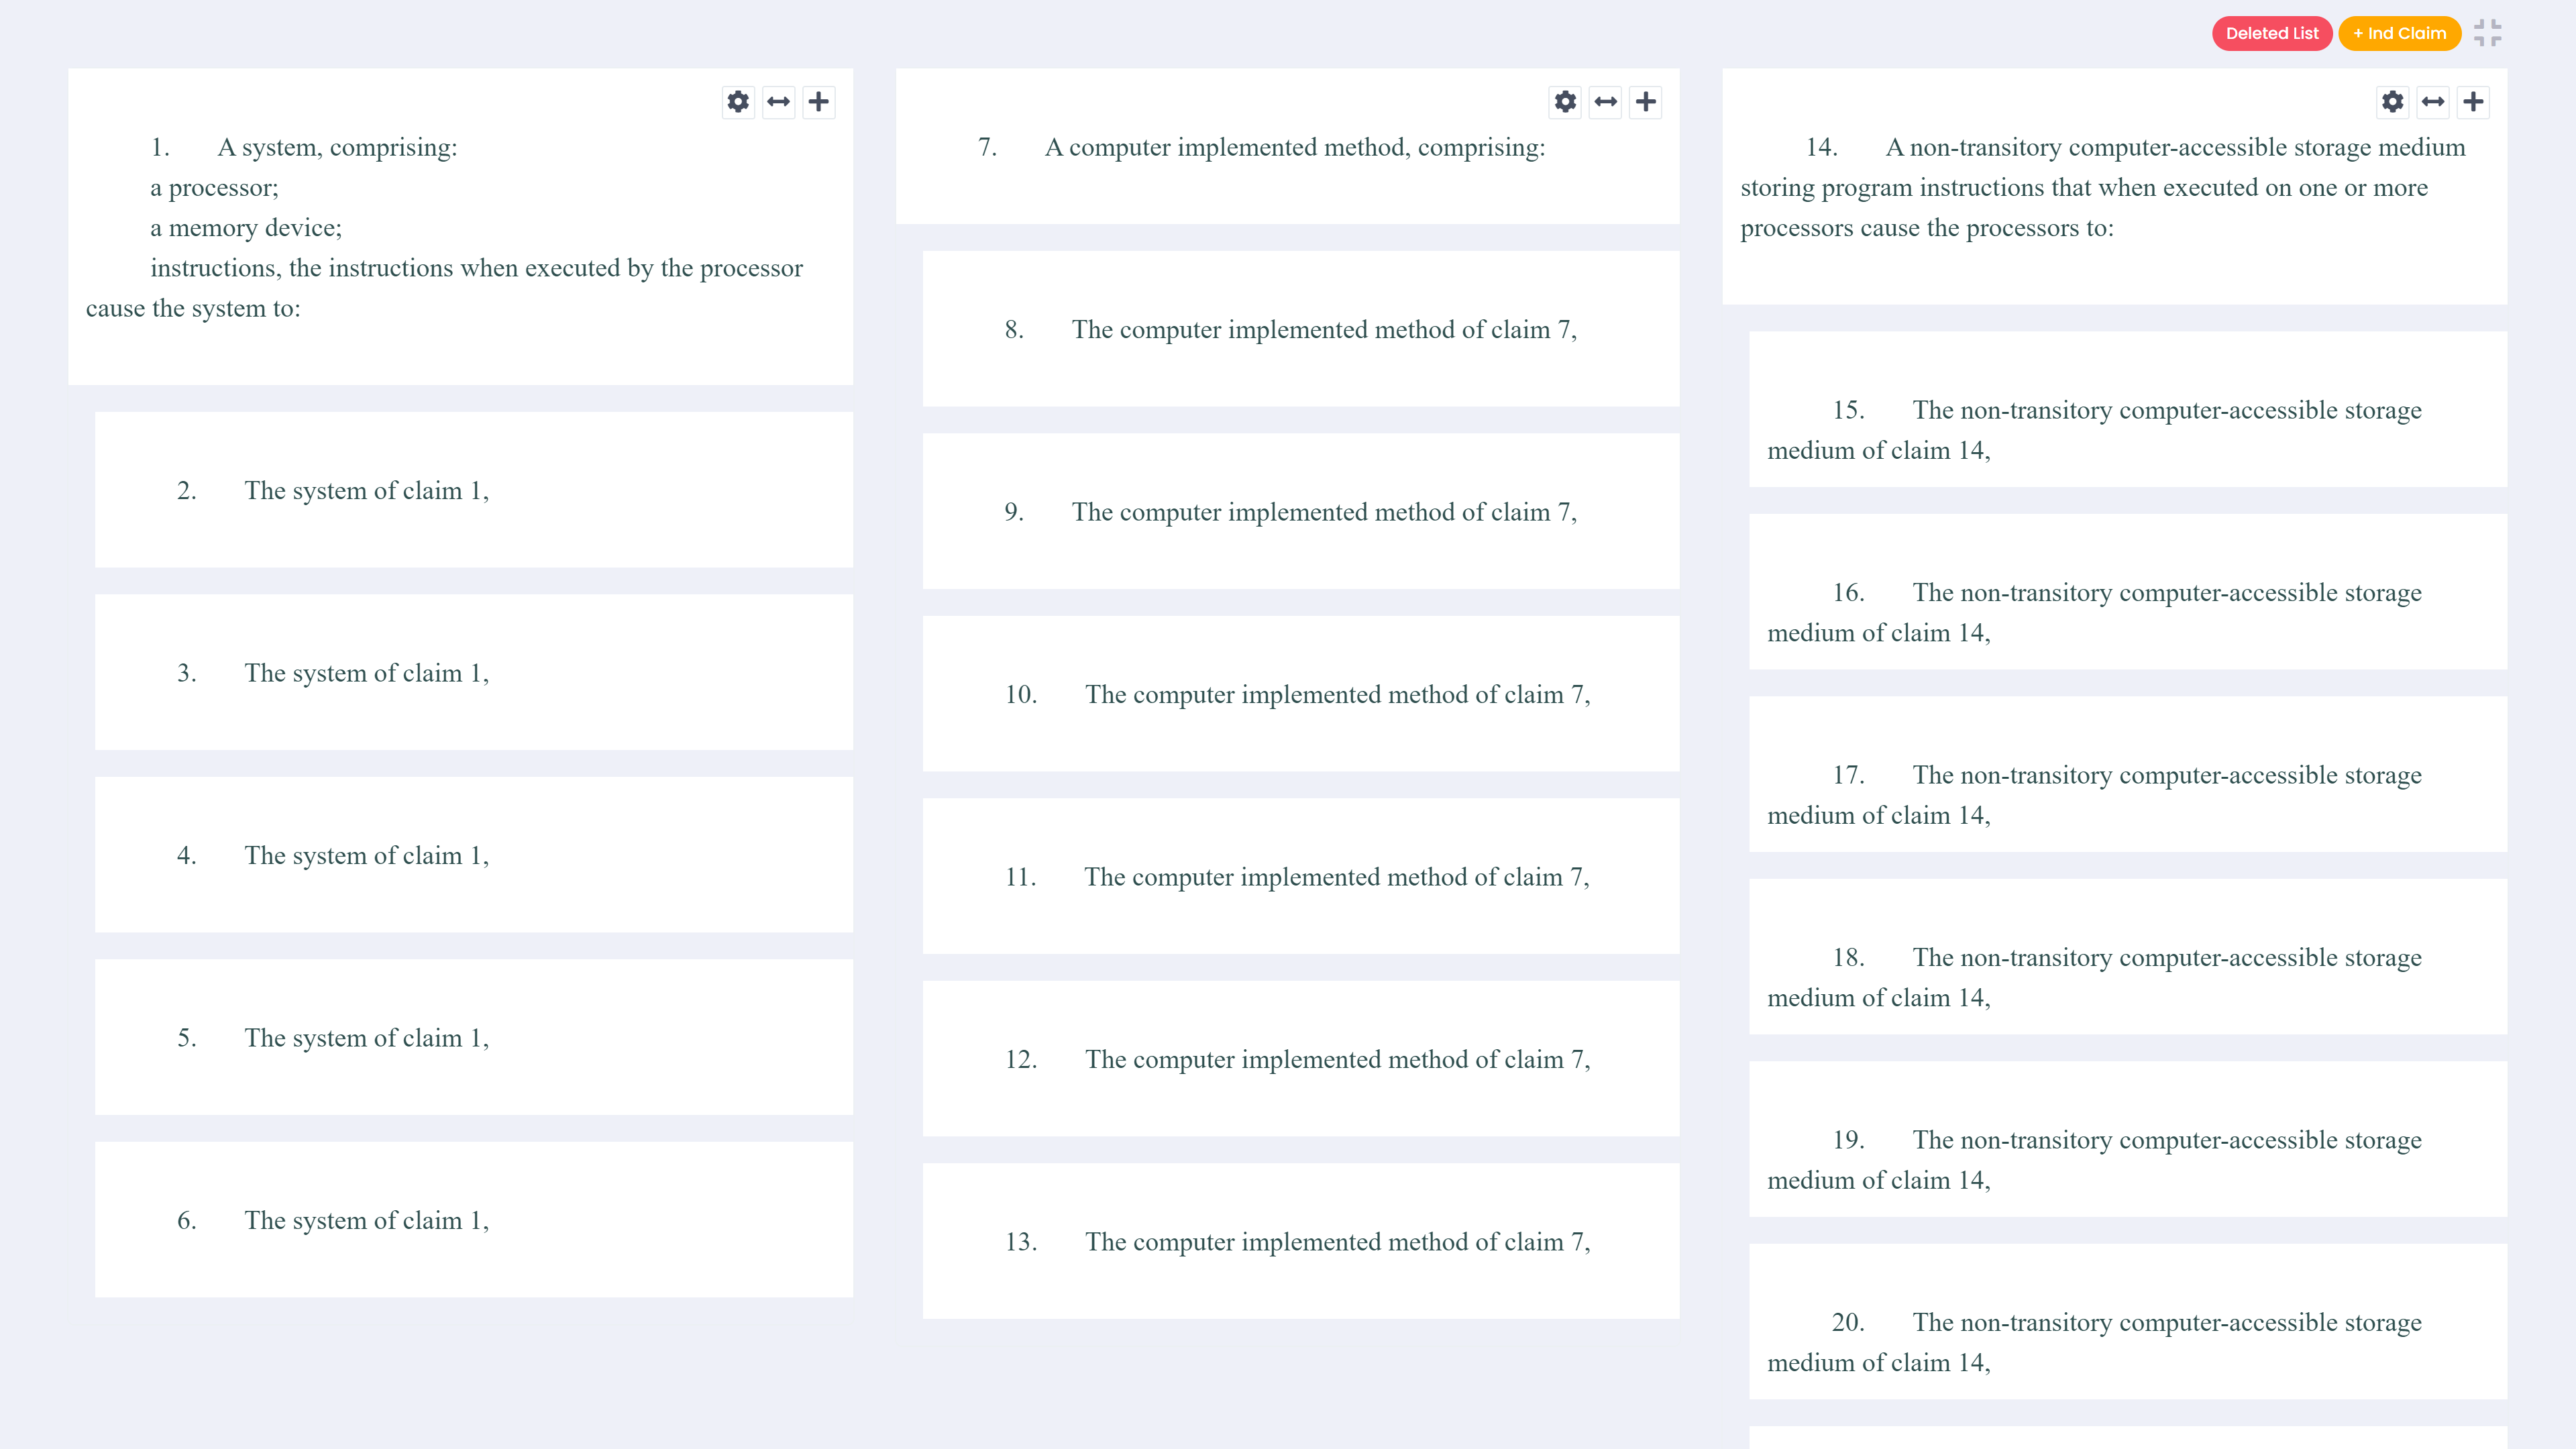 Deleted List
+ Ind Claim
1. A system, comprising:
a processor;
a memory device;
instructions, the instructions when executed by the processor
cause the system to:
2. The system of claim 1,
3. The system of claim 1,
4. The system of claim 1,
5. The system of claim 1,
6. The system of claim 1,
7. A computer implemented method, comprising:
8. The computer implemented method of claim 7,
9. The computer implemented method of claim 7,
10. The computer implemented method of claim 7,
11. The computer implemented method of claim 7,
12. The computer implemented method of claim 7,
13. The computer implemented method of claim 7,
14. A non-transitory computer-accessible storage medium
storing program instructions that when executed on one or more
processors cause the processors to:
15. The non-transitory computer-accessible storage
medium of claim 14,
16. The non-transitory computer-accessible storage
medium of claim 14,
17. The non-transitory computer-accessible storage
medium of claim 14,
18. The non-transitory computer-accessible storage
medium of claim 14,
19. The non-transitory computer-accessible storage
medium of claim 14,
20. The non-transitory computer-accessible storage
medium of claim 14,